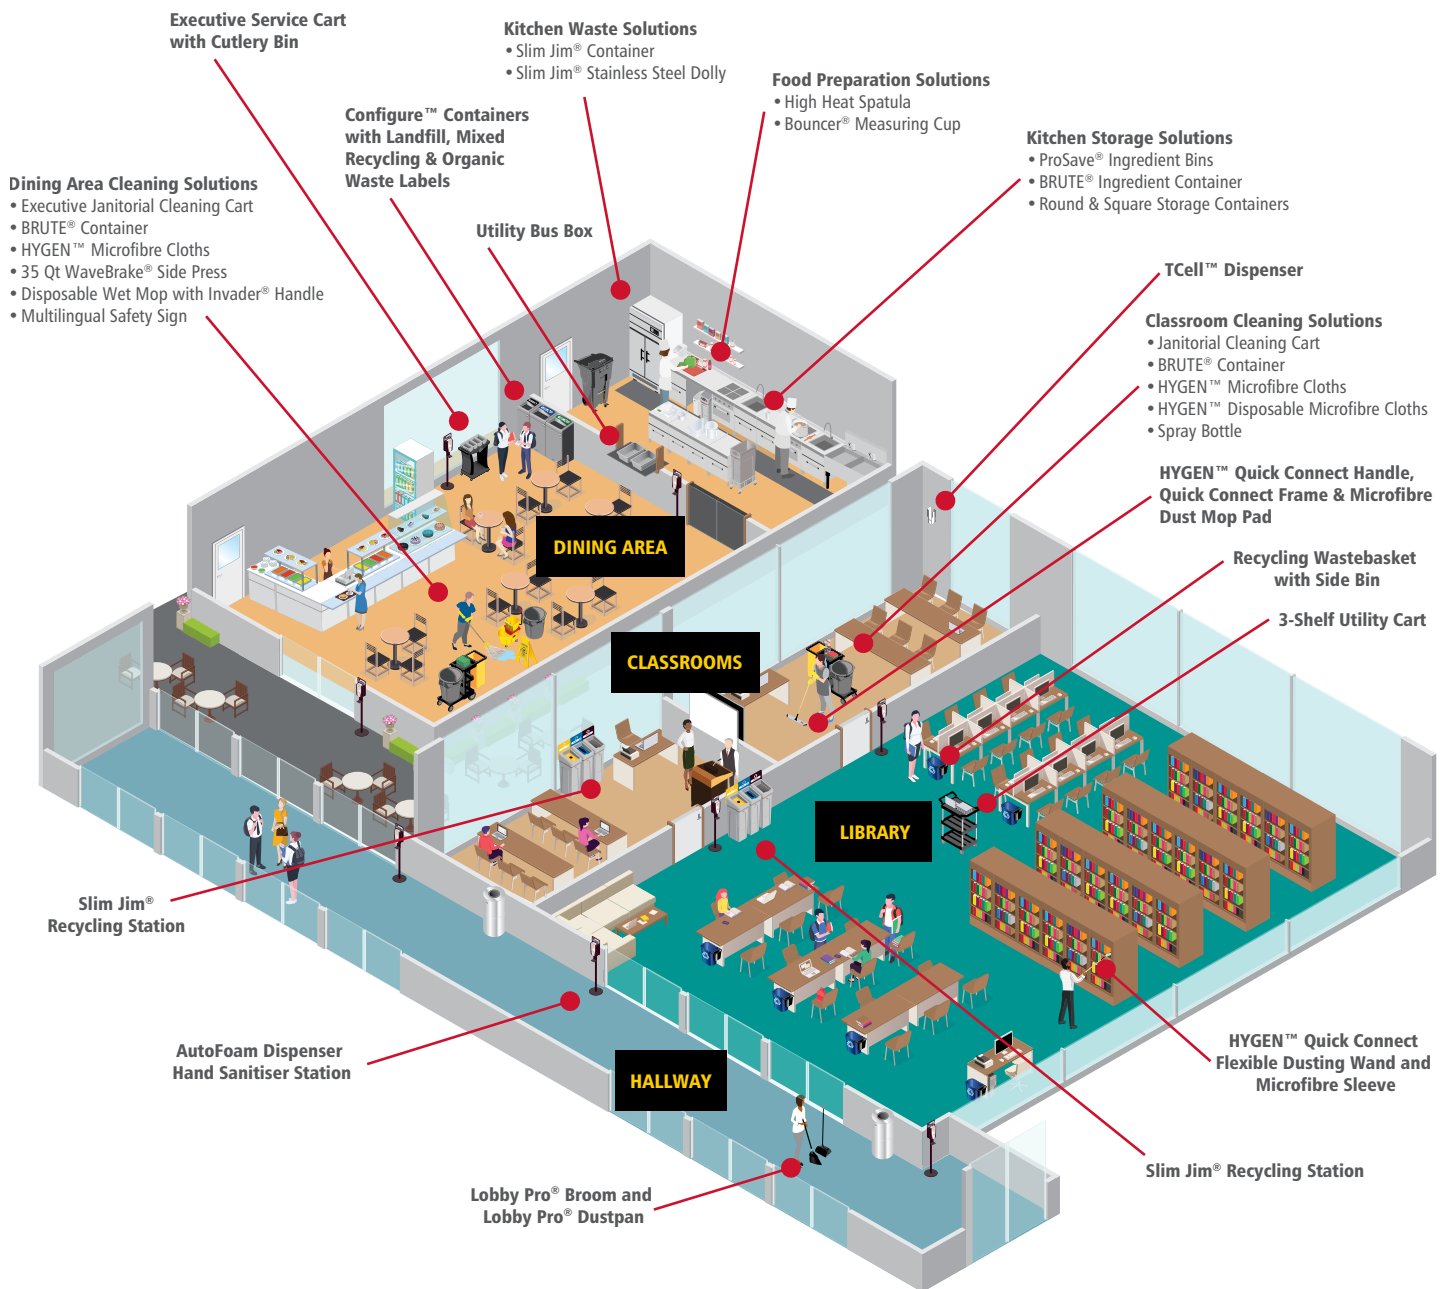 Executive Service Cart
with Cutlery Bin
Kitchen Waste Solutions
• Slim Jim® Container
• Slim Jim® Stainless Steel Dolly
Food Preparation Solutions
• High Heat Spatula
• Bouncer® Measuring Cup
Configure™ Containers
with Landfill, Mixed
Recycling & Organic
Waste Labels
Kitchen Storage Solutions
• ProSave® Ingredient Bins
• BRUTE® Ingredient Container
• Round & Square Storage Containers
Dining Area Cleaning Solutions
• Executive Janitorial Cleaning Cart
• BRUTE® Container
• HYGEN™ Microfibre Cloths
• 35 Qt WaveBrake® Side Press
• Disposable Wet Mop with Invader® Handle
• Multilingual Safety Sign
Utility Bus Box
TCell™ Dispenser
Classroom Cleaning Solutions
• Janitorial Cleaning Cart
• BRUTE® Container
• HYGEN™ Microfibre Cloths
• HYGEN™ Disposable Microfibre Cloths
• Spray Bottle
HYGEN™ Quick Connect Handle,
Quick Connect Frame & Microfibre
Dust Mop Pad
DINING AREA
Recycling Wastebasket
with Side Bin
3-Shelf Utility Cart
CLASSROOMS
LIBRARY
Slim Jim®
Recycling Station
AutoFoam Dispenser
Hand Sanitiser Station
HALLWAY
HYGEN™ Quick Connect
Flexible Dusting Wand and
Microfibre Sleeve
Slim Jim® Recycling Station
Lobby Pro® Broom and
Lobby Pro® Dustpan